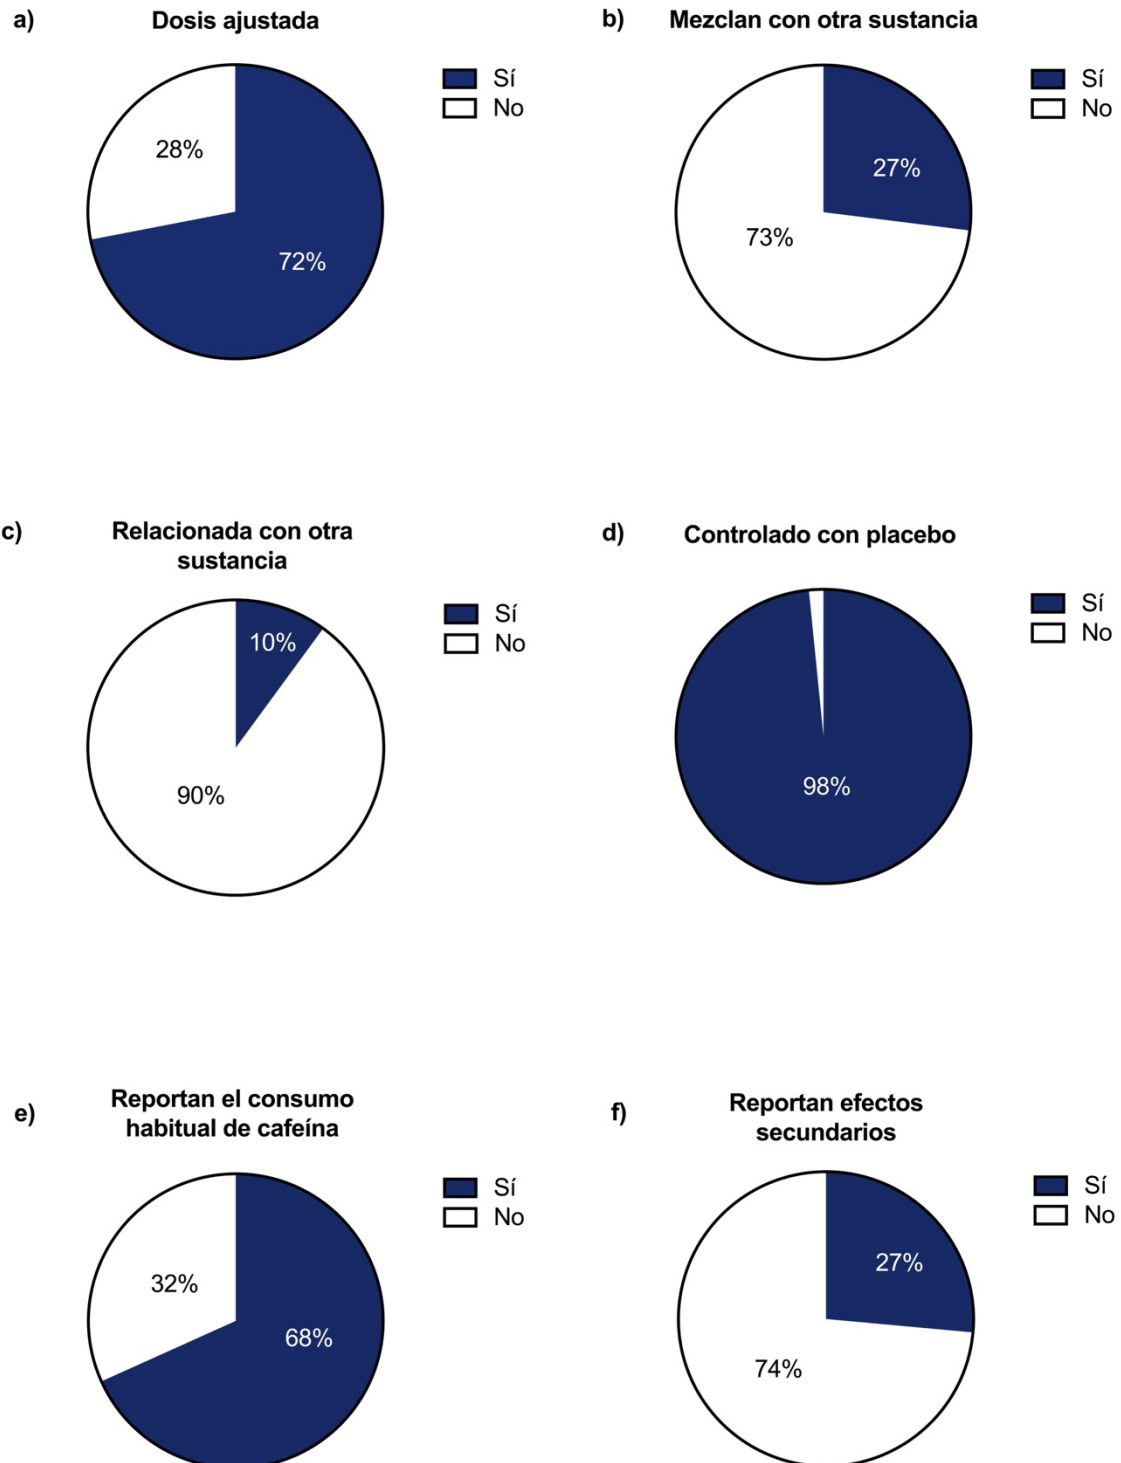 a)
Dosis ajustada
Sí
No
28%
72%
b)
Mezclan con otra sustancia
Sí
No
27%
73%
c)
Relacionada con otra
sustancia
Sí
No
10%
90%
d)
Controlado con placebo
Sí
No
98%
e)
Reportan el consumo
habitual de cafeína
Sí
No
32%
68%
f)
Reportan efectos
secundarios
Sí
No
27%
74%